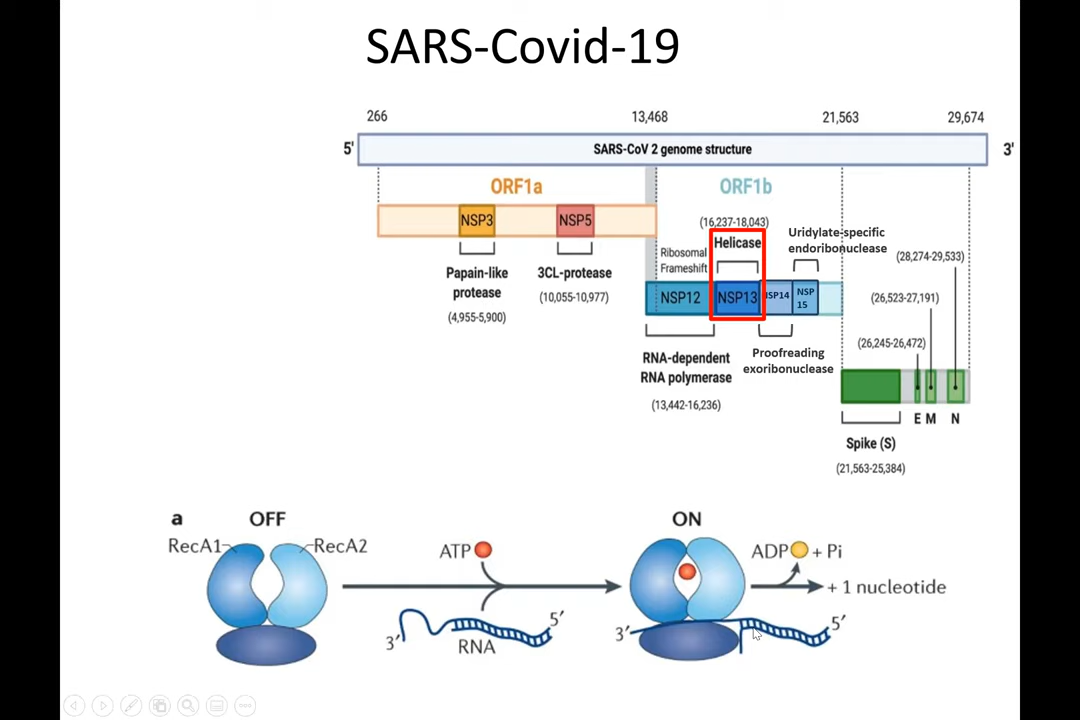 SARS-Covid-19
266
13,468
21,563
29,674
5'
SARS-CoV 2 genome structure
3'
ORF1a
ORF1b
NSP3
NSP5
(16,237-18,043)
Helicase
Uridylate-specific
endoribonuclease
Ribosomal
Frameshift
(28,274-29,533)
Papain-like
protease
(4,955-5,900)
3CL-protease
(10,055-10,977)
NSP12
NSP13
NSP14
NSP
15
(26,523-27,191)
(26,245-26,472)
RNA-dependent
RNA polymerase
(13,442-16,236)
Proofreading
exoribonuclease
E M N
Spike (S)
(21,563-25,384)
a
OFF
ON
RecA1
RecA2
ATP
ADP + Pi
+ 1 nucleotide
3′
RNA
5′
3′
5′